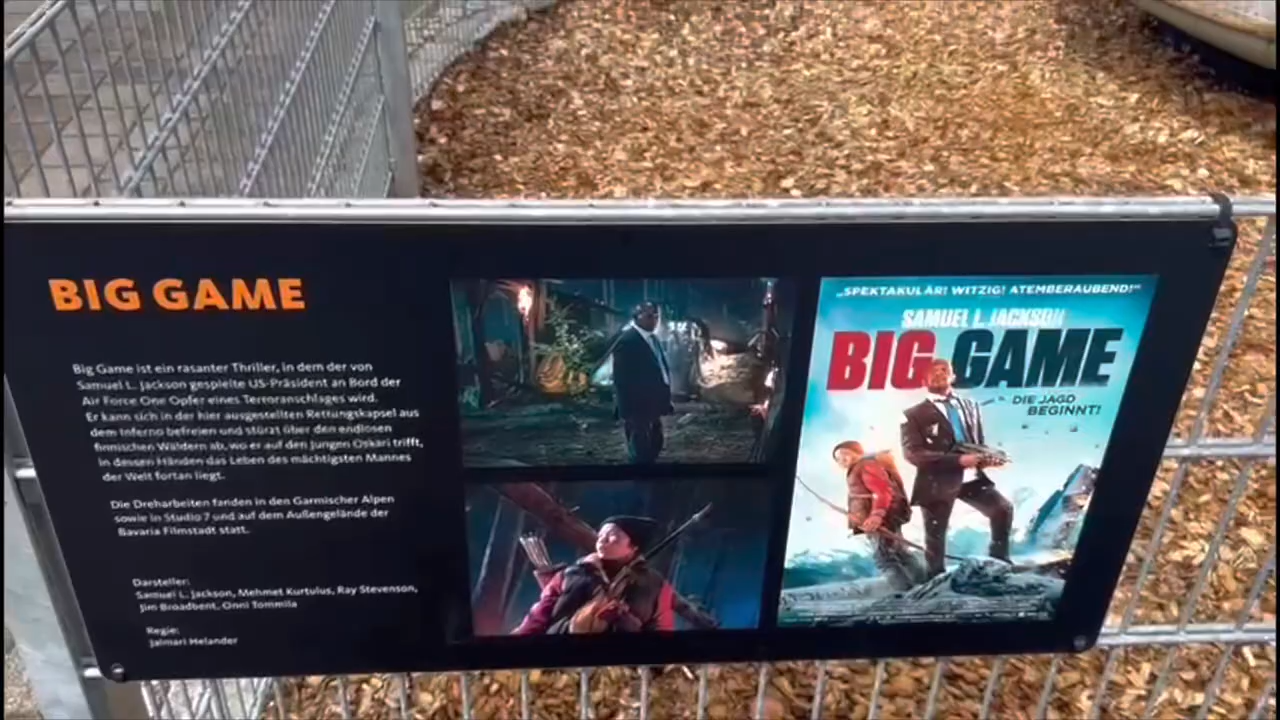 BIG GAME
Big Game ist ein rasanter Thriller, in dem der von
Samuel L. Jackson gespielte US-Präsident an Bord der
Air Force One Opfer eines Terroranschlages wird.
Er kann sich in der hier ausgestellten Rettungskapsel aus
dem Inferno befreien und stürzt über den endlosen
finnischen Wäldern ab, wo er auf den jungen Oskari trifft,
in dessen Händen das Leben des mächtigsten Mannes
der Welt fortan liegt.
Die Dreharbeiten fanden in den Garmischer Alpen
sowie in Studio 7 und auf dem Außengelände der
Bavaria Filmstadt statt.
Darsteller:
Samuel L. Jackson, Mehmet Kurtulus, Ray Stevenson,
Jim Broadbent, Onni Tommila
Regie:
Jalmari Helander
„SPEKTAKULÄR! WITZIG! ATEMBERAUBEND!“
SAMUEL L. JACKSON
BIG GAME
DIE JAGD
BEGINNT!